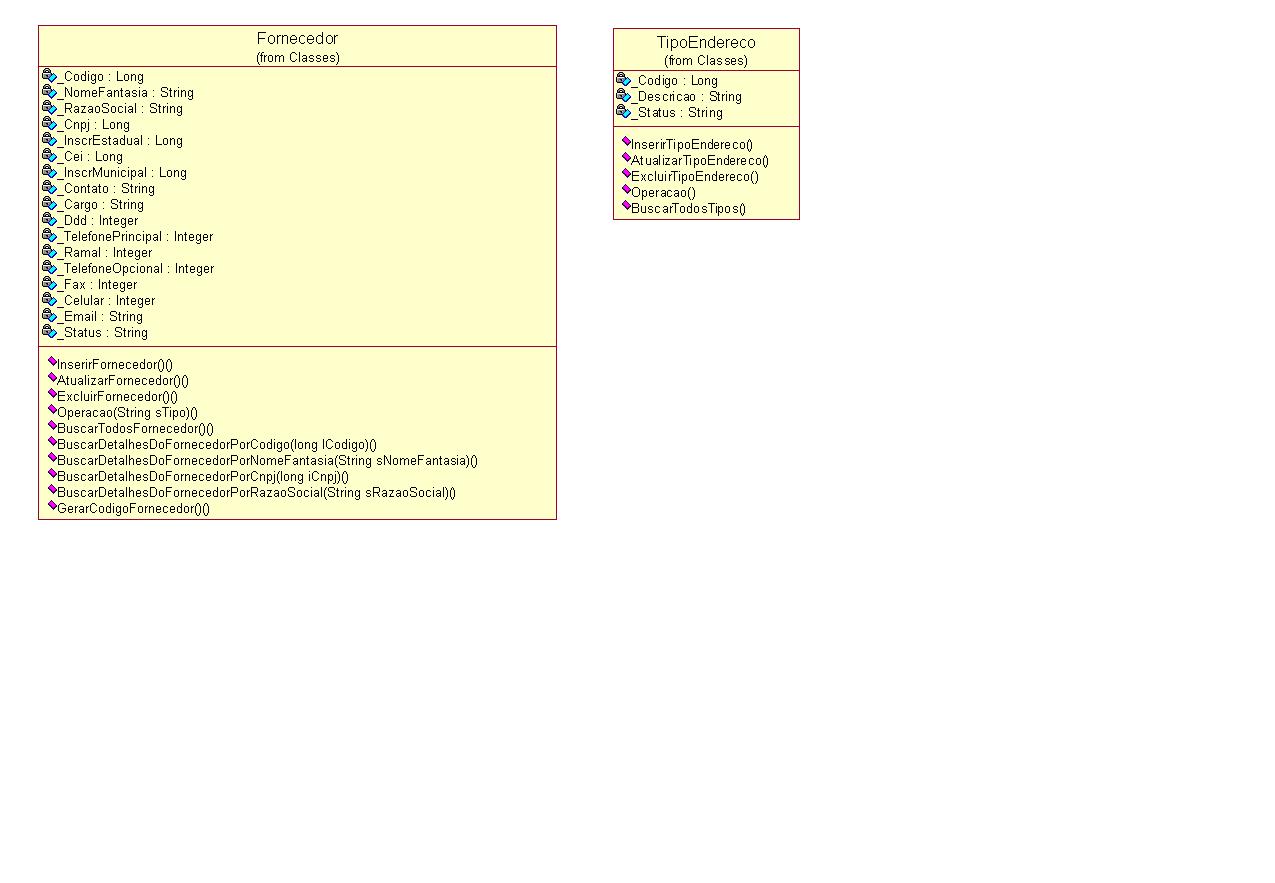 Fornecedor
(from Classes)
_Codigo : Long
_NomeFantasia : String
_RazaoSocial : String
_Cnpj : Long
_InscrEstadual : Long
_Cei : Long
_InscrMunicipal : Long
_Contato : String
_Cargo : String
_Ddd : Integer
_TelefonePrincipal : Integer
_Ramal : Integer
_TelefoneOpcional : Integer
_Fax : Integer
_Celular : Integer
_Email : String
_Status : String
InserirFornecedor()()
AtualizarFornecedor()()
ExcluirFornecedor()()
Operacao(String sTipo)()
BuscarTodosFornecedor()()
BuscarDetalhesDoFornecedorPorCodigo(long lCodigo)()
BuscarDetalhesDoFornecedorPorNomeFantasia(String sNomeFantasia)()
BuscarDetalhesDoFornecedorPorCnpj(long iCnpj)()
BuscarDetalhesDoFornecedorPorRazaoSocial(String sRazaoSocial)()
GerarCodigoFornecedor()()
TipoEndereco
(from Classes)
_Codigo : Long
_Descricao : String
_Status : String
InserirTipoEndereco()
AtualizarTipoEndereco()
ExcluirTipoEndereco()
Operacao()
BuscarTodosTipos()